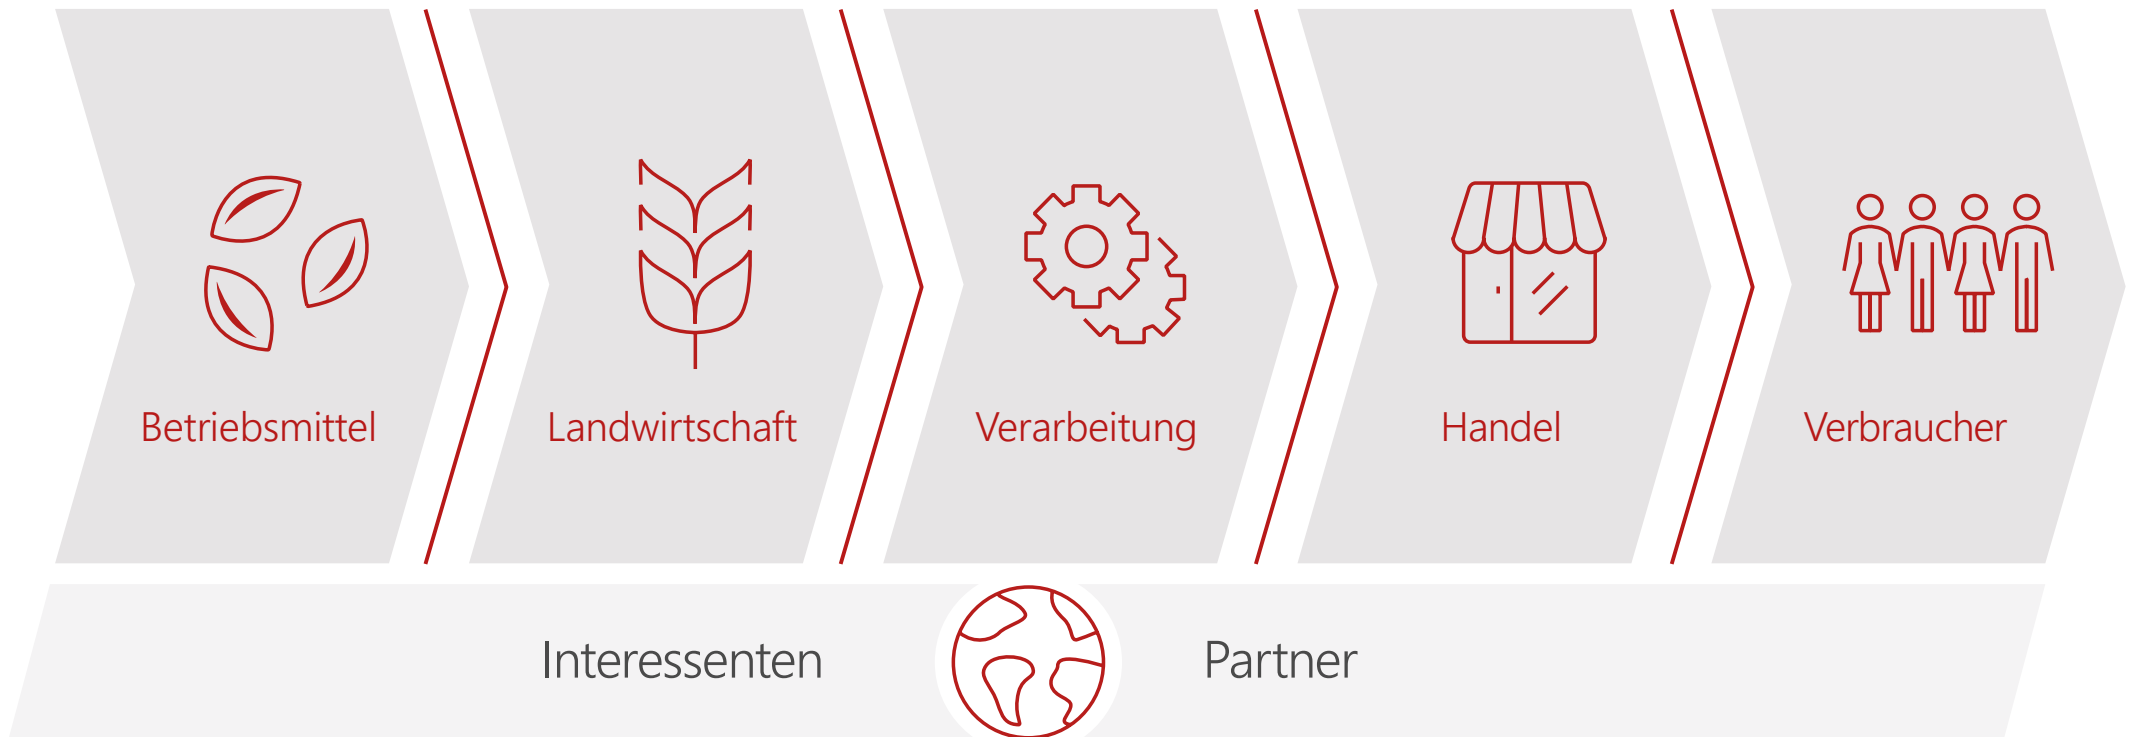 Betriebsmittel
Landwirtschaft
Verarbeitung
Handel
Verbraucher
Interessenten
Partner